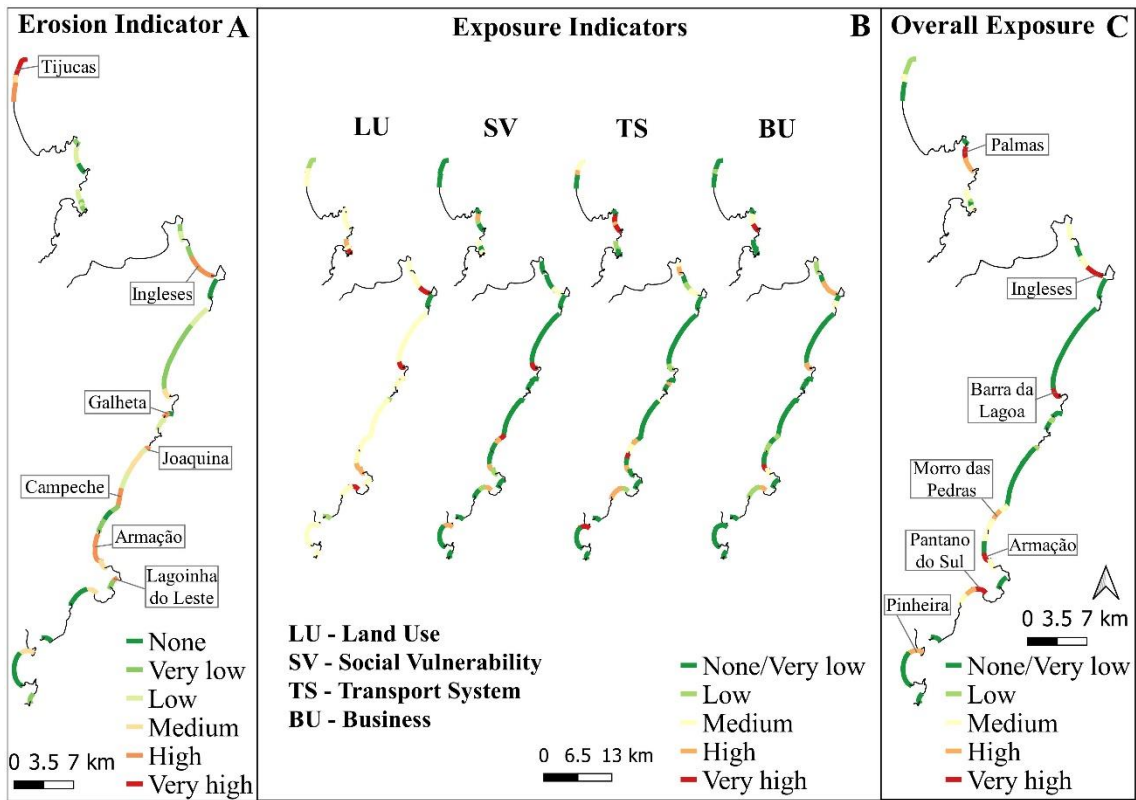 Erosion Indicator A
Tijucas
Ingleses
Galheta
Joaquina
Campeche
Armação
Lagoinha
do Leste
None
Very low
Low
Medium
High
Very high
0 3.5 7 km
Exposure Indicators B
LU SV TS BU
LU - Land Use
SV - Social Vulnerability
TS - Transport System
BU - Business
0 6.5 13 km
None/Very low
Low
Medium
High
Very high
Overall Exposure C
Palmas
Ingleses
Barra da
Lagoa
Morro das
Pedras
Armação
Pantano
do Sul
Pinheira
0 3.5 7 km
None/Very low
Low
Medium
High
Very high